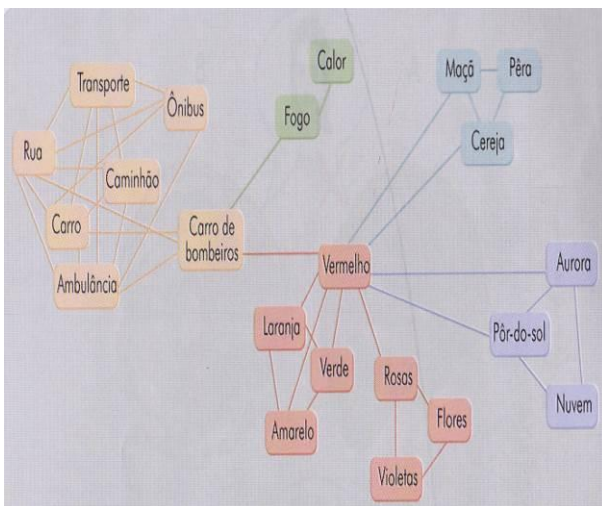 Calor
Maçã
Pêra
Transporte
Ônibus
Fogo
Rua
Cereja
Caminhão
Carro
Carro de
bombeiros
Ambulância
Vermelho
Aurora
Laranja
Pôr-do-sol
Verde
Rosas
Nuvem
Flores
Amarelo
Violetas